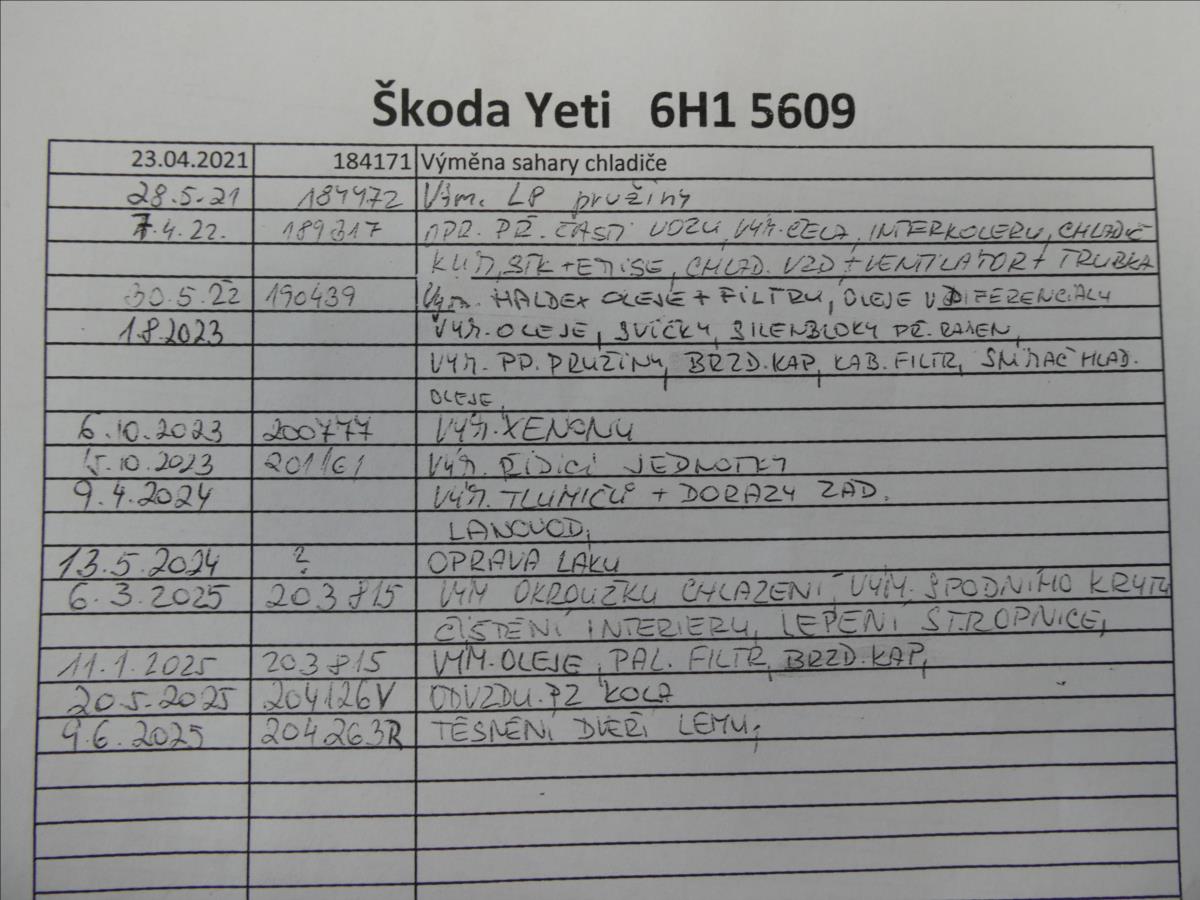 Škoda Yeti 6H1 5609
23.04.2021 184171 Výměna sahary chladiče
28.5.21 184472 Vým. LP pružiny
7.4.22. 189317 OPR. PŘ. ČÁSTI VOZU, VÝM. ČELA, INTERKOLERU, CHLADIČ
KLIM, STK + EMISE, CHLAD. VZD + VENTILÁTOR + TRUBKA
30.5.22 190439 Vým. HALDEX OLEJE + FILTRU, OLEJE V DIFERENCIÁLY
1.8.2023 VÝM. OLEJE, SVÍČKY, SILENBLOKY PŘ. RAMEN,
VÝM. PP. PRUŽINY, BRZD. KAP, KAB. FILTR, SNÍMAČ HLAD.
OLEJE,
6.10.2023 200777 VÝM. XENONU
15.10.2023 201161 VÝM. ŘÍDICÍ JEDNOTKY
9.4.2024 VÝM. TLUMIČŮ + DORAZY ZAD.
LANOVOD,
13.5.2024 ? OPRAVA LAKU
6.3.2025 203815 VÝM OKROUŽKU CHLAZENÍ, VÝM. SPODNÍHO KRYTU
ČIŠTĚNÍ INTERIERU, LEPENÍ STROPNICE,
11.1.2025 203815 VÝM. OLEJE, PAL. FILTR, BRZD. KAP,
20.5.2025 204126V ODVZDU. PZ KOLA
9.6.2025 204263R TĚSNĚNÍ DVEŘÍ LEMU,